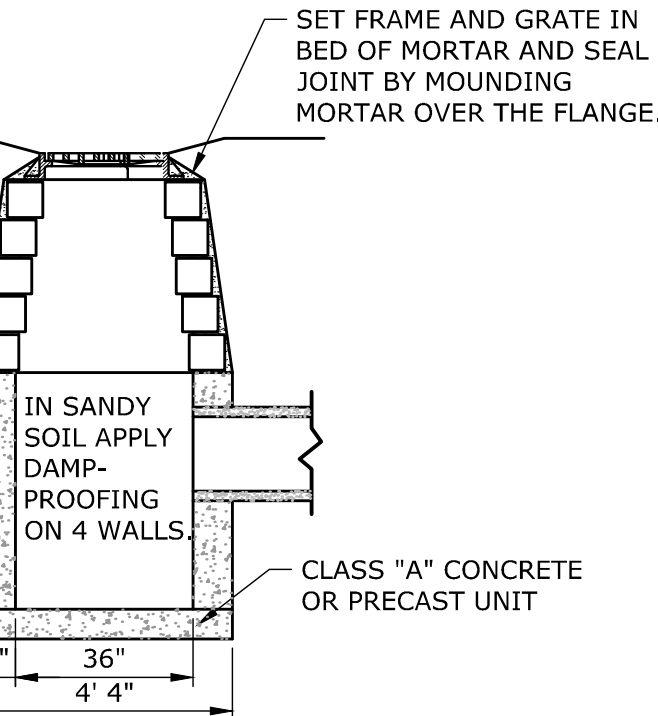 SET FRAME AND GRATE IN
BED OF MORTAR AND SEAL
JOINT BY MOUNDING
MORTAR OVER THE FLANGE.
IN SANDY
SOIL APPLY
DAMP-
PROOFING
ON 4 WALLS.
CLASS "A" CONCRETE
OR PRECAST UNIT
"
36"
4' 4"